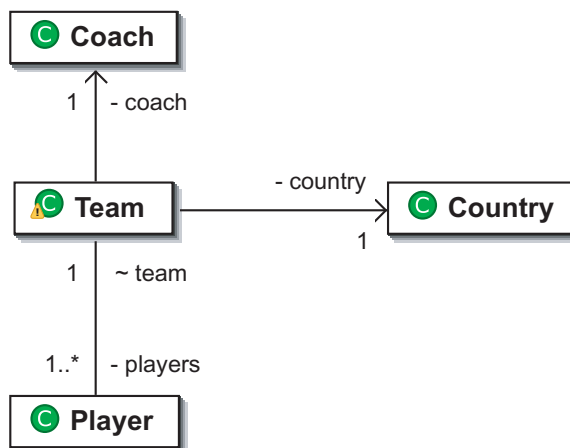 C Coach
1 - coach
- country
C Team
C Country
1
1 ~ team
1..* - players
C Player